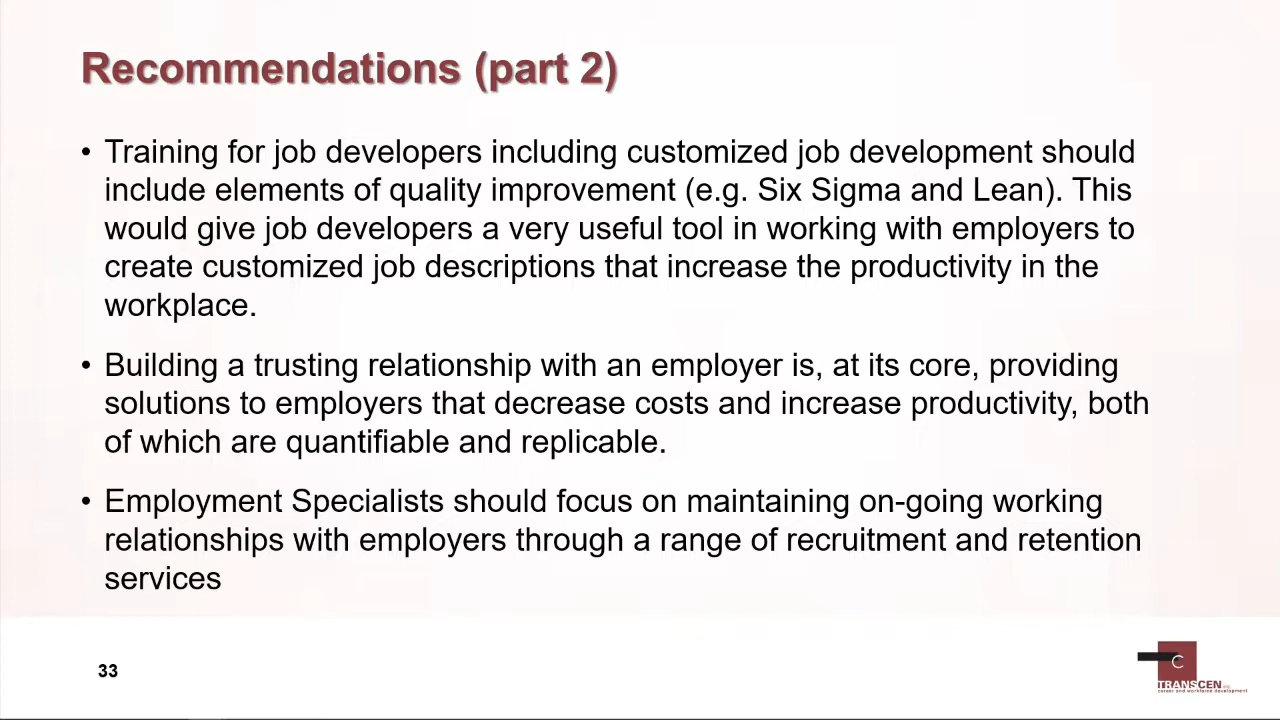 Recommendations (part 2)
• Training for job developers including customized job development should
include elements of quality improvement (e.g. Six Sigma and Lean). This
would give job developers a very useful tool in working with employers to
create customized job descriptions that increase the productivity in the
workplace.
• Building a trusting relationship with an employer is, at its core, providing
solutions to employers that decrease costs and increase productivity, both
of which are quantifiable and replicable.
• Employment Specialists should focus on maintaining on-going working
relationships with employers through a range of recruitment and retention
services
33
C
TRANSCEN
career and workforce development